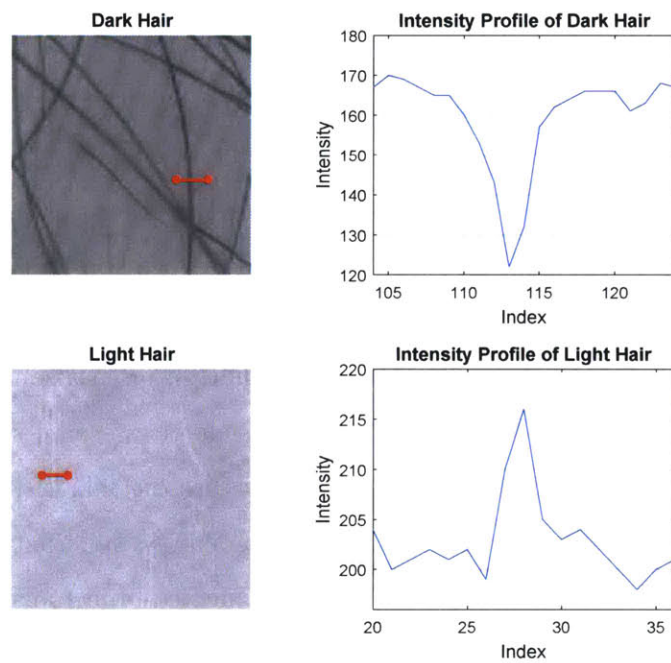 Dark Hair
Intensity Profile of Dark Hair
180
170
160
150
140
130
120
Intensity
105
110
115
120
Index
Light Hair
Intensity Profile of Light Hair
220
215
210
205
200
Intensity
20
25
30
35
Index